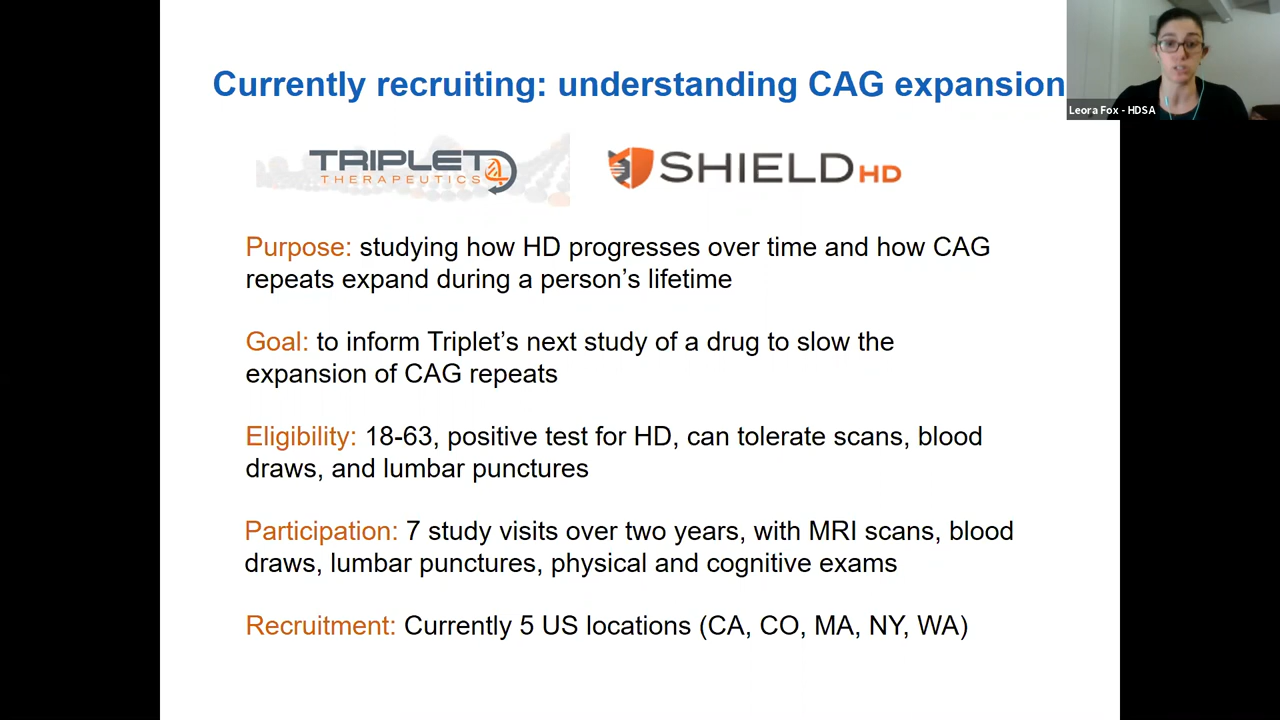 Currently recruiting: understanding CAG expansion
Leora Fox - HDSA
TRIPLET
THERAPEUTICS
SHIELD HD
Purpose: studying how HD progresses over time and how CAG
repeats expand during a person’s lifetime
Goal: to inform Triplet’s next study of a drug to slow the
expansion of CAG repeats
Eligibility: 18-63, positive test for HD, can tolerate scans, blood
draws, and lumbar punctures
Participation: 7 study visits over two years, with MRI scans, blood
draws, lumbar punctures, physical and cognitive exams
Recruitment: Currently 5 US locations (CA, CO, MA, NY, WA)